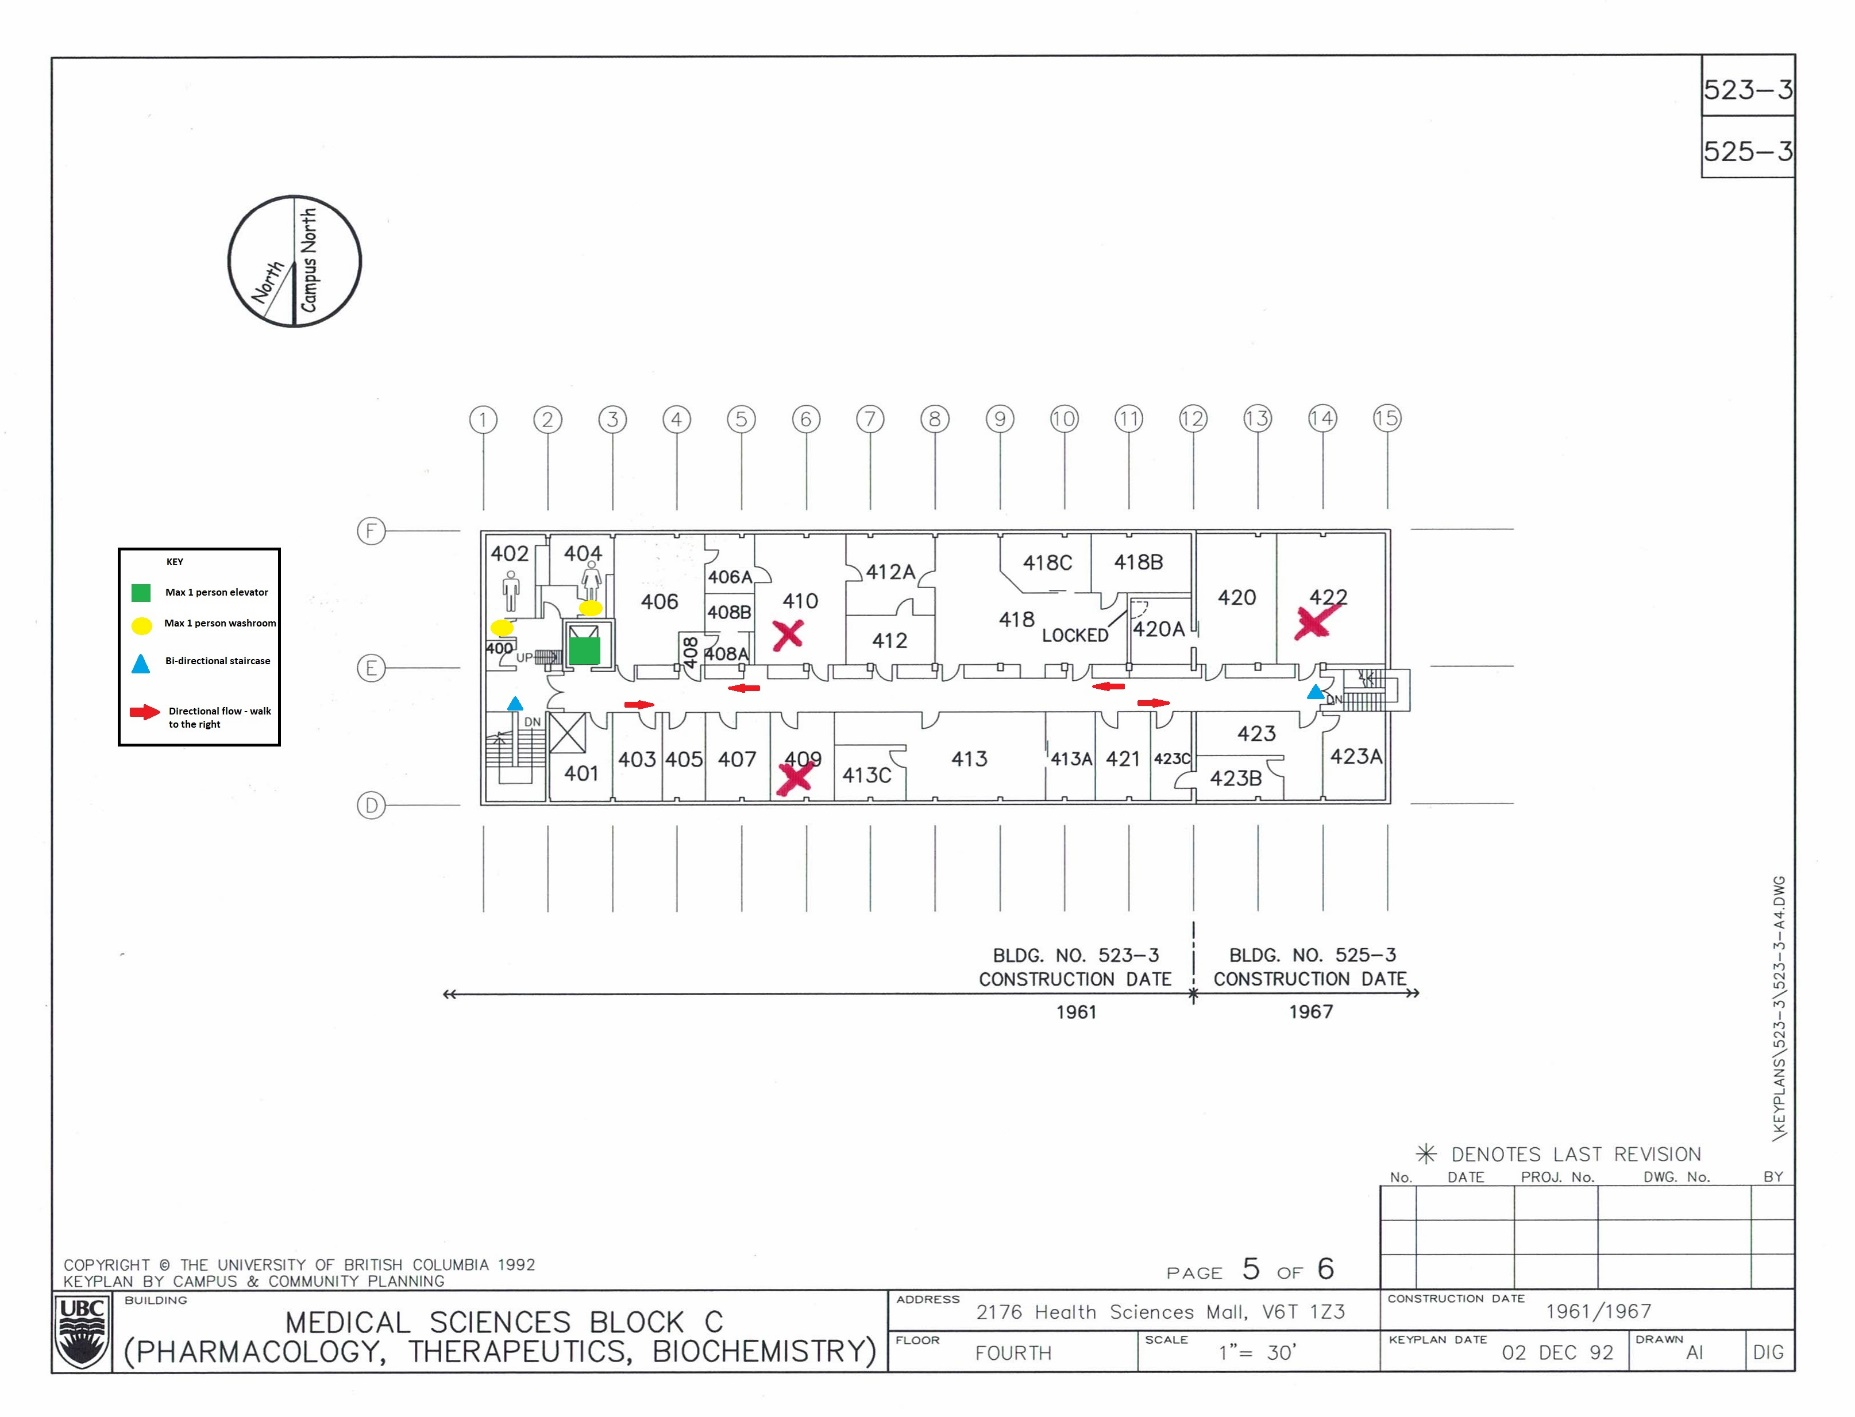 523-3
525-3
North
Campus North
1 2 3 4 5 6 7 8 9 10 11 12 13 14 15
F
E
D
KEY
Max 1 person elevator
Max 1 person washroom
Bi-directional staircase
Directional flow - walk
to the right
402
404
406
406A
408B
408
408A
410
412A
412
418C
418B
418
LOCKED
420A
420
422
400
UP
DN
DN
401
403
405
407
409
413C
413
413A
421
423C
423
423B
423A
BLDG. NO. 523-3
CONSTRUCTION DATE
1961
BLDG. NO. 525-3
CONSTRUCTION DATE
1967
\KEYPLANS\523-3\523-3-A4.DWG
✳ DENOTES LAST REVISION
No. DATE PROJ. No. DWG. No. BY
COPYRIGHT © THE UNIVERSITY OF BRITISH COLUMBIA 1992
KEYPLAN BY CAMPUS & COMMUNITY PLANNING
PAGE 5 OF 6
UBC
BUILDING
MEDICAL SCIENCES BLOCK C
(PHARMACOLOGY, THERAPEUTICS, BIOCHEMISTRY)
ADDRESS 2176 Health Sciences Mall, V6T 1Z3
FLOOR FOURTH
SCALE 1"= 30'
CONSTRUCTION DATE 1961/1967
KEYPLAN DATE 02 DEC 92
DRAWN AI
DIG